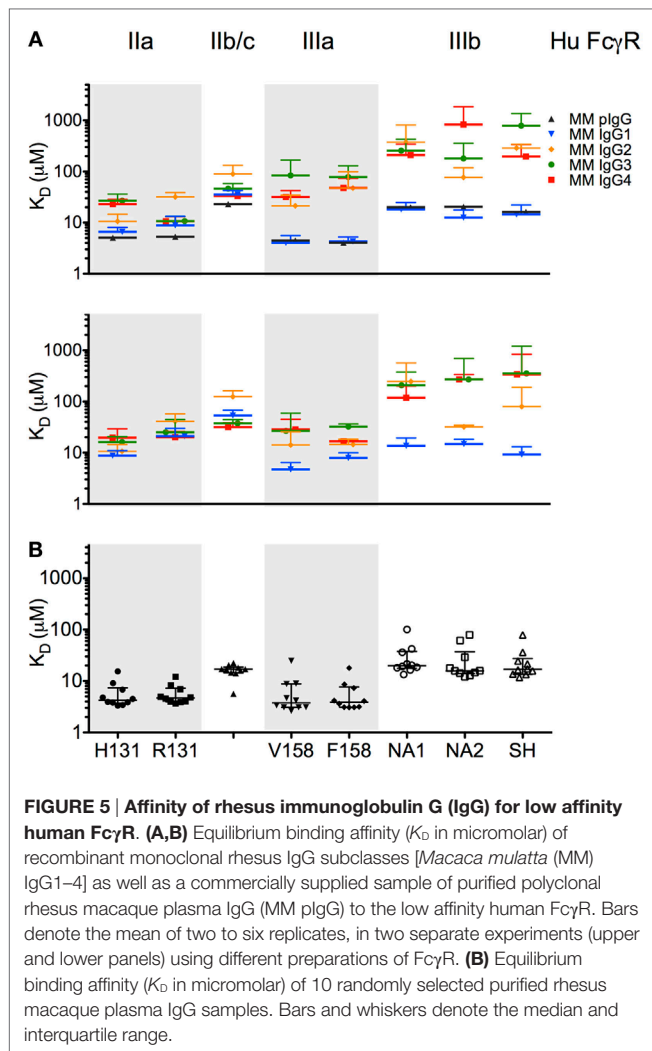 A
IIa IIb/c IIIa IIIb Hu FcγR
KD (μM)
1000
100
10
1
MM pIgG
MM IgG1
MM IgG2
MM IgG3
MM IgG4
KD (μM)
1000
100
10
1
B
KD (μM)
1000
100
10
1
H131 R131 V158 F158 NA1 NA2 SH
FIGURE 5 | Affinity of rhesus immunoglobulin G (IgG) for low affinity
human FcγR. (A,B) Equilibrium binding affinity (KD in micromolar) of
recombinant monoclonal rhesus IgG subclasses [Macaca mulatta (MM)
IgG1–4] as well as a commercially supplied sample of purified polyclonal
rhesus macaque plasma IgG (MM pIgG) to the low affinity human FcγR. Bars
denote the mean of two to six replicates, in two separate experiments (upper
and lower panels) using different preparations of FcγR. (B) Equilibrium
binding affinity (KD in micromolar) of 10 randomly selected purified rhesus
macaque plasma IgG samples. Bars and whiskers denote the median and
interquartile range.